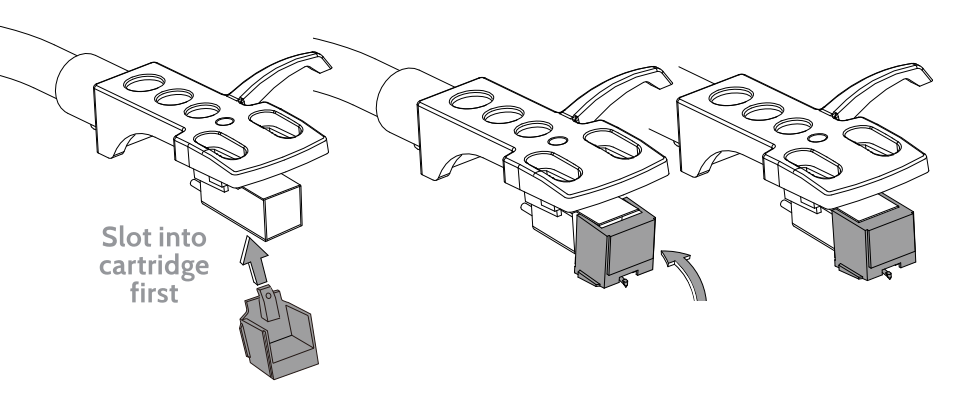 Slot into
cartridge
first